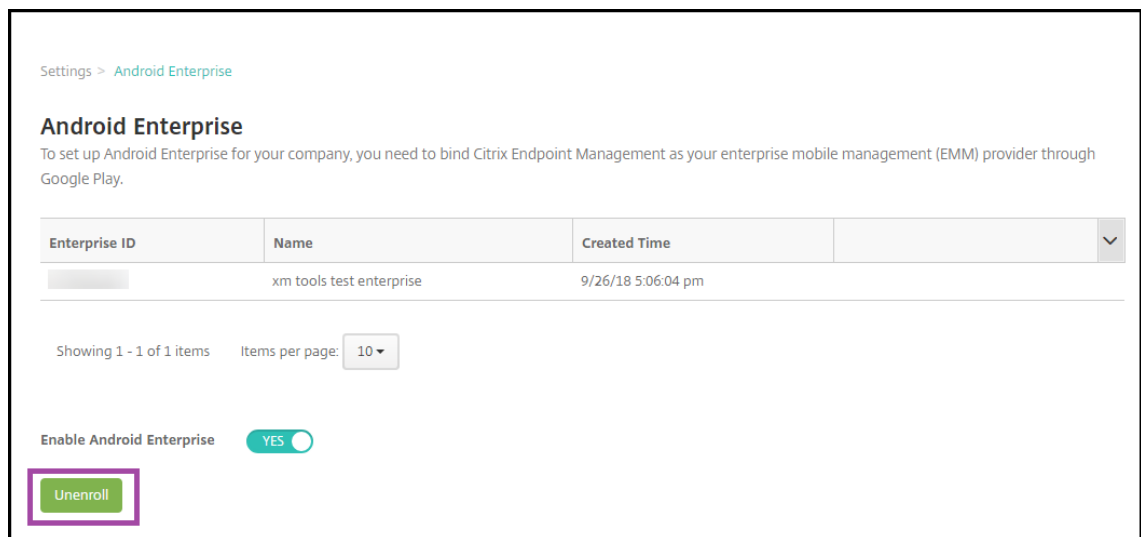 Settings > Android Enterprise
Android Enterprise
To set up Android Enterprise for your company, you need to bind Citrix Endpoint Management as your enterprise mobile management (EMM) provider through
Google Play.
Enterprise ID Name Created Time
xm tools test enterprise 9/26/18 5:06:04 pm
Showing 1 - 1 of 1 items Items per page: 10
Enable Android Enterprise YES
Unenroll